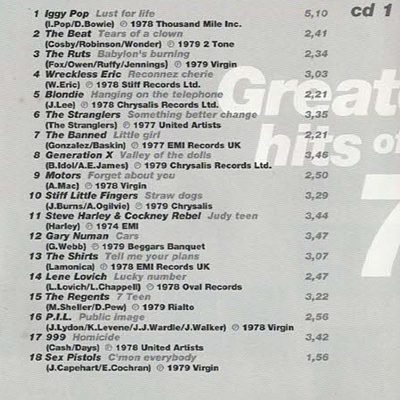 cd 1
1 Iggy Pop Lust for life 5,10
(I.Pop/D.Bowie) ℗ 1978 Thousand Mile Inc.
2 The Beat Tears of a clown 2,41
(Cosby/Robinson/Wonder) ℗ 1979 2 Tone
3 The Ruts Babylon's burning 2,34
(Fox/Owen/Ruffy/Jennings) ℗ 1979 Virgin
4 Wreckless Eric Reconnez cherie 3,03
(W.Eric) ℗ 1978 Stiff Records Ltd.
5 Blondie Hanging on the telephone 2,21
(J.Lee) ℗ 1978 Chrysalis Records Ltd.
6 The Stranglers Something better change 3,35
(The Stranglers) ℗ 1977 United Artists
7 The Banned Little girl 2,21
(Gonzalez/Baskin) ℗ 1977 EMI Records UK
8 Generation X Valley of the dolls 3,46
(B.Idol/A.E.James) ℗ 1979 Chrysalis Records Ltd.
9 Motors Forget about you 2,50
(A.Mac) ℗ 1978 Virgin
10 Stiff Little Fingers Straw dogs 3,29
(J.Burns/A.Ogilvie) ℗ 1979 Chrysalis
11 Steve Harley & Cockney Rebel Judy teen 3,44
(Harley) ℗ 1974 EMI
12 Gary Numan Cars 3,47
(G.Webb) ℗ 1979 Beggars Banquet
13 The Shirts Tell me your plans 3,07
(Lamonica) ℗ 1978 EMI Records UK
14 Lene Lovich Lucky number 2,47
(L.Lovich/L.Chappell) ℗ 1978 Oval Records
15 The Regents 7 Teen 3,22
(M.Sheller/D.Pew) ℗ 1979 Rialto
16 P.I.L. Public image 2,56
(J.Lydon/K.Levene/J.J.Wardle/J.Walker) ℗ 1978 Virgin
17 999 Homicide 3,42
(Cash/Days) ℗ 1978 United Artists
18 Sex Pistols C'mon everybody 1,56
(J.Capehart/E.Cochran) ℗ 1979 Virgin
Great
hits of
7